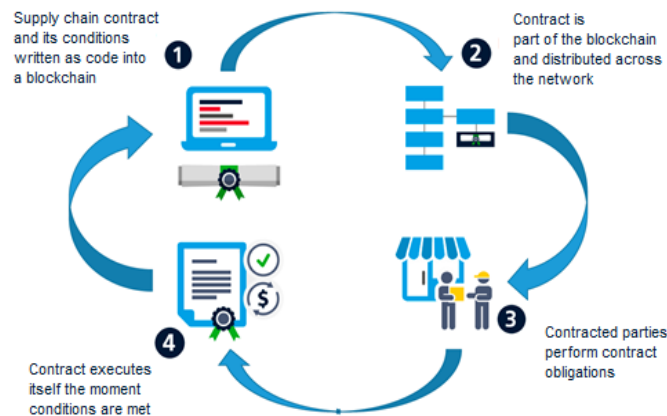 Supply chain contract
and its conditions
written as code into
a blockchain
1
2
Contract is
part of the blockchain
and distributed across
the network
$
4
3
Contracted parties
perform contract
obligations
Contract executes
itself the moment
conditions are met